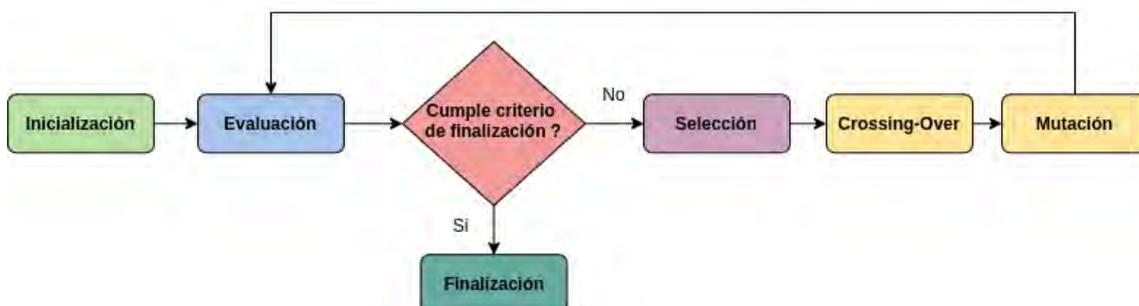 Inicialización
Evaluación
Cumple criterio
de finalización ?
No
Selección
Crossing-Over
Mutación
Si
Finalización